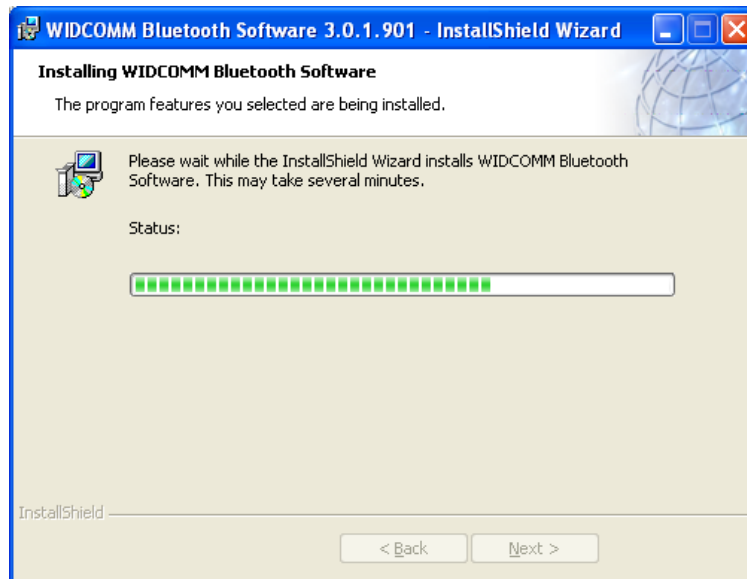 WIDCOMM Bluetooth Software 3.0.1.901 - InstallShield Wizard
Installing WIDCOMM Bluetooth Software
The program features you selected are being installed.
Please wait while the InstallShield Wizard installs WIDCOMM Bluetooth
Software. This may take several minutes.
Status:
InstallShield
< Back Next >